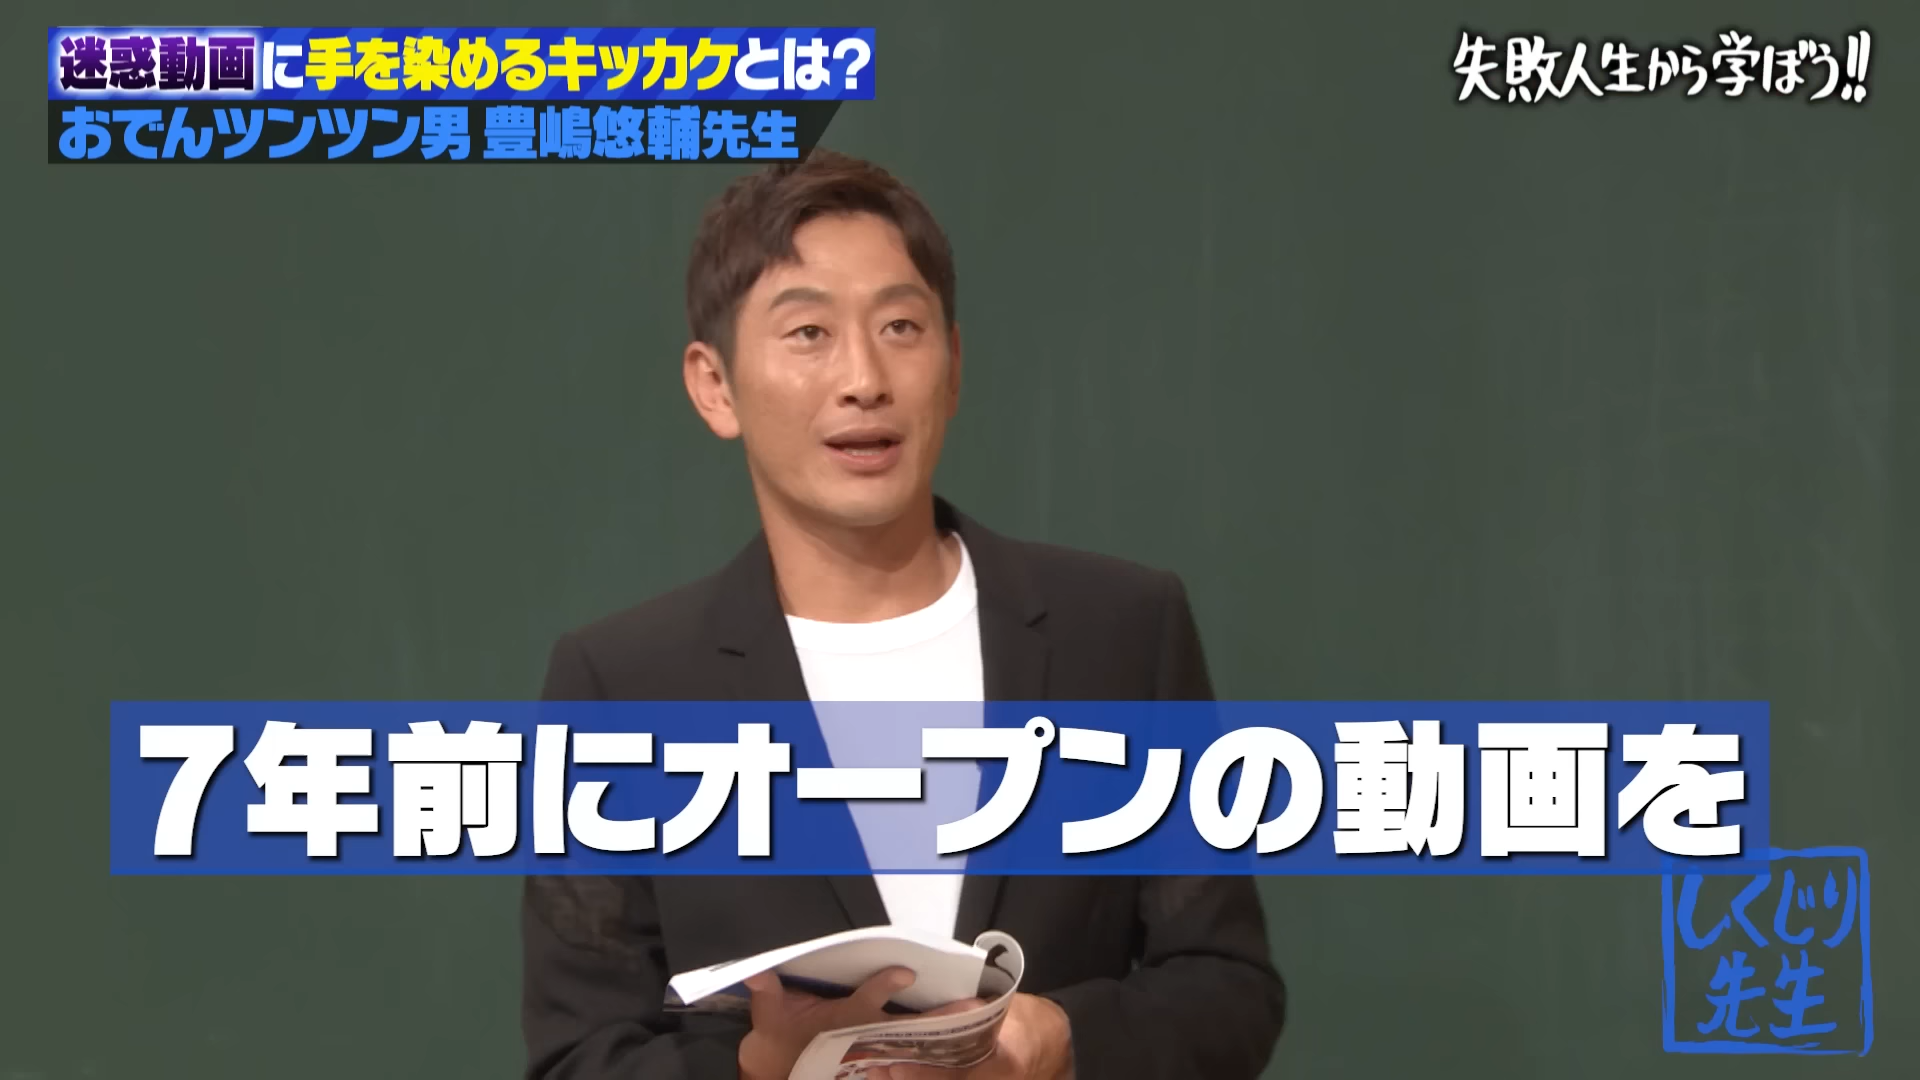 迷惑動画に手を染めるキッカケとは?
おでんツンツン男 豊嶋悠輔先生
失敗人生から学ぼう!!
7年前にオープンの動画を
しくじり
先生